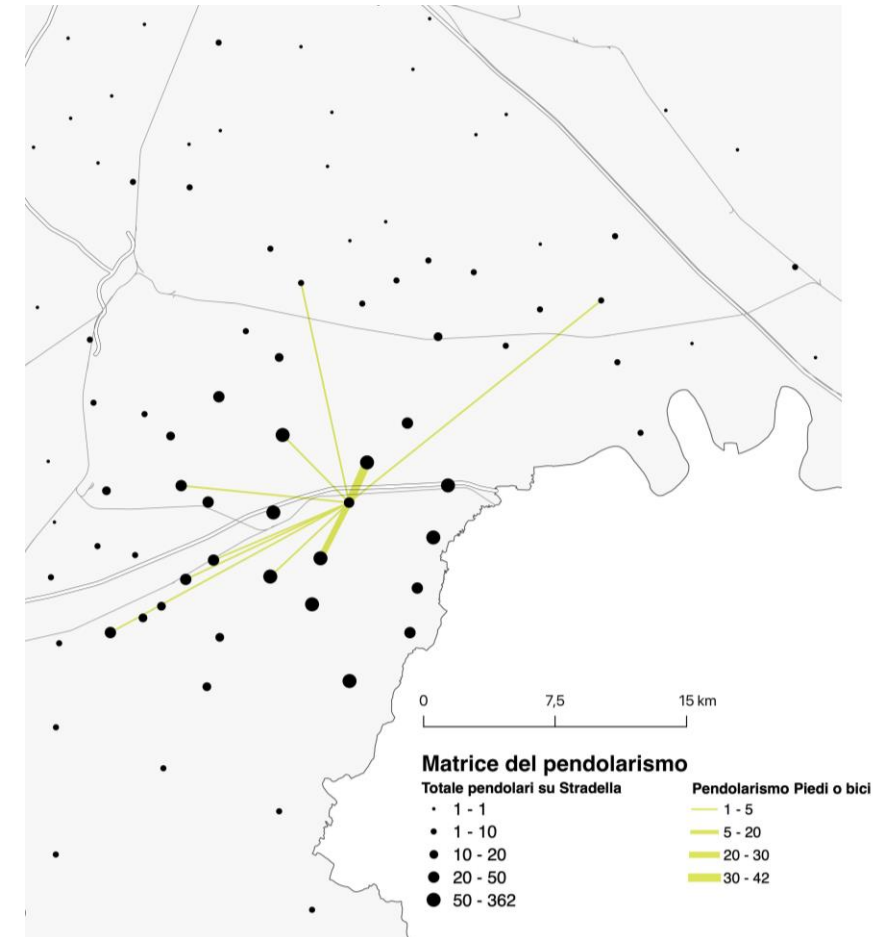 0 7,5 15 km
Matrice del pendolarismo
Totale pendolari su Stradella
1 - 1
1 - 10
10 - 20
20 - 50
50 - 362
Pendolarismo Piedi o bici
1 - 5
5 - 20
20 - 30
30 - 42